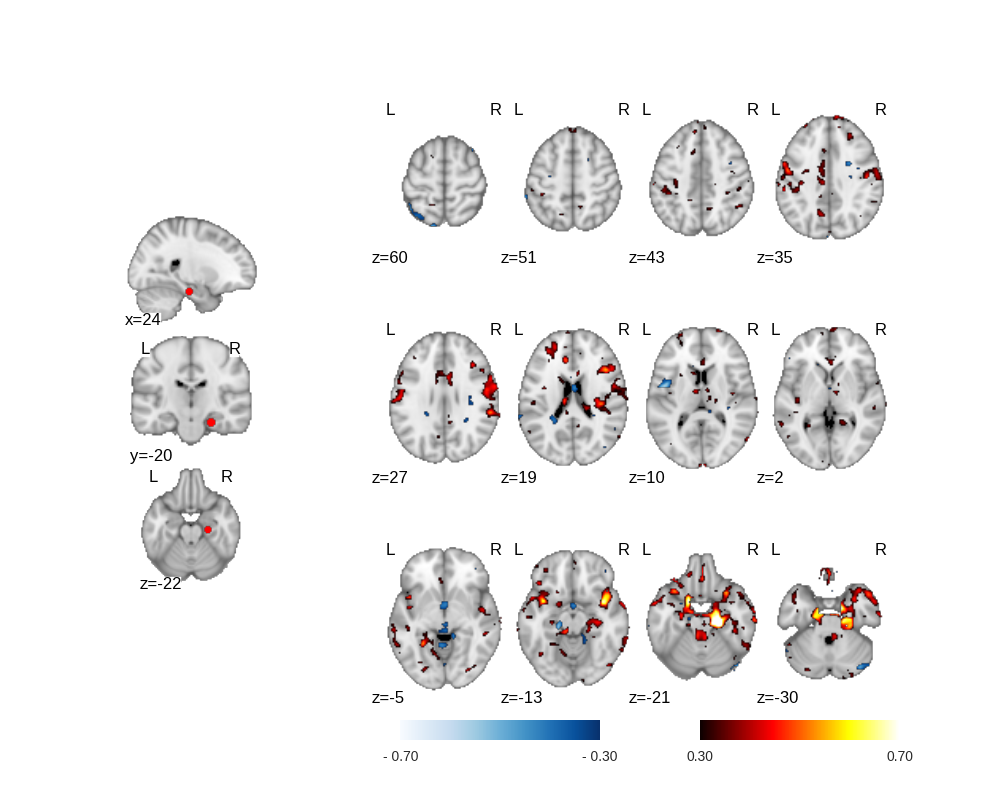 L R L R L R L R
z=60 z=51 z=43 z=35
x=24
L R
y=-20
L R
z=-22
L R L R L R L R
z=27 z=19 z=10 z=2
L R L R L R L R
z=-5 z=-13 z=-21 z=-30
- 0.70 - 0.30 0.30 0.70